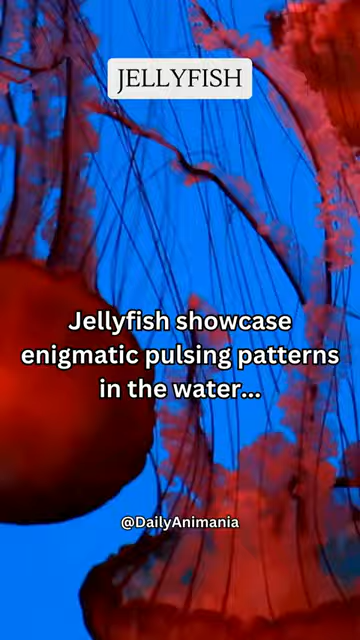 JELLYFISH
Jellyfish showcase
enigmatic pulsing patterns
in the water...
@DailyAnimania